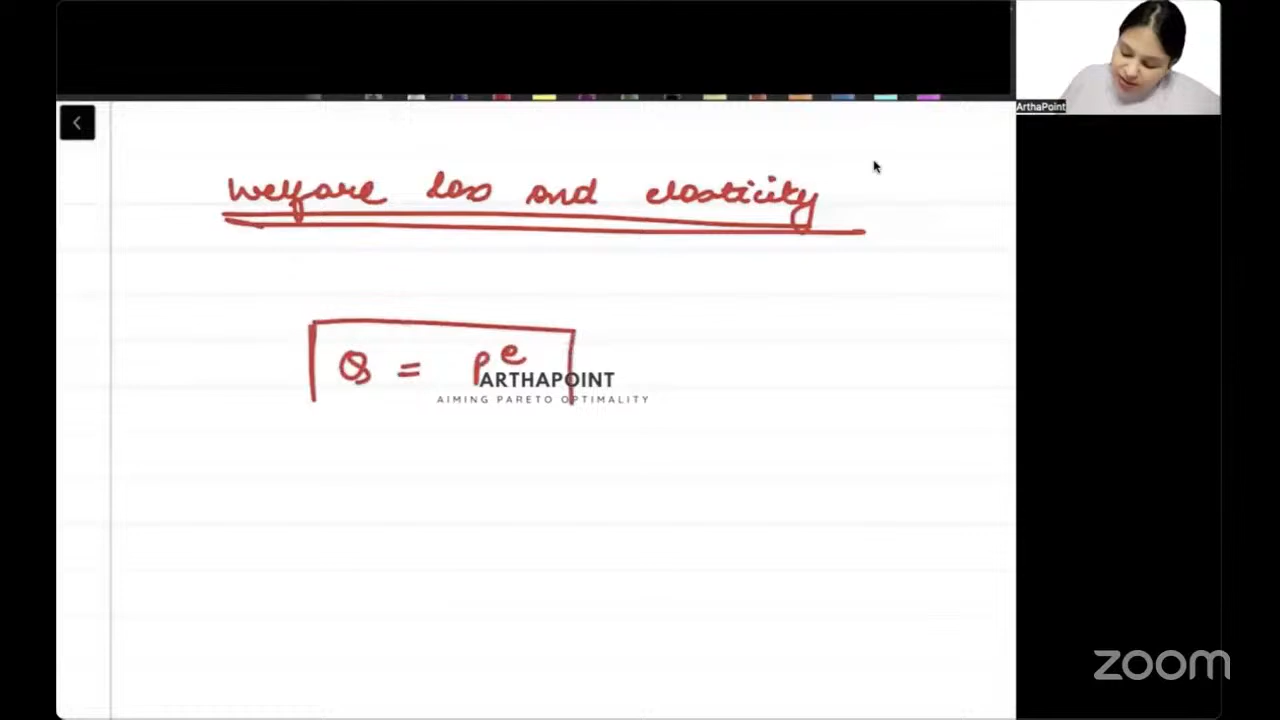 ArthaPoint
welfare loss and elasticity
Q = p^e
ARTHAPOINT
AIMING PARETO OPTIMALITY
zoom